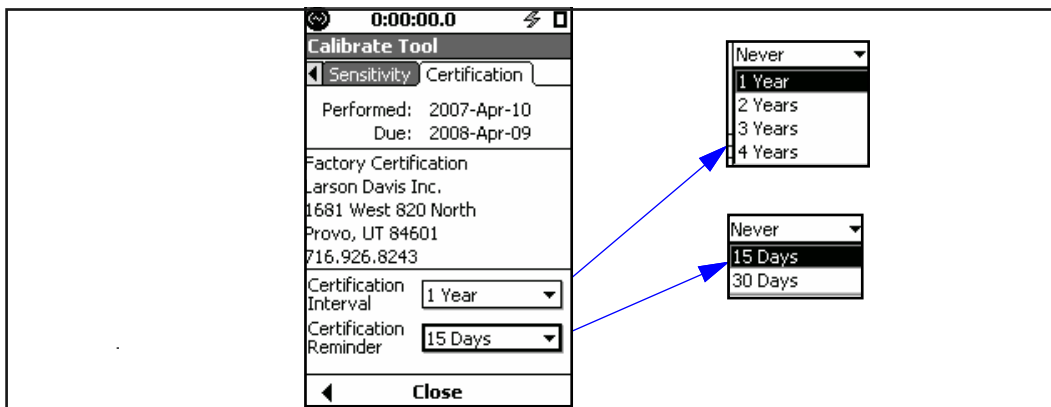 0:00:00.0
Calibrate Tool
Sensitivity Certification
Performed: 2007-Apr-10
Due: 2008-Apr-09
Factory Certification
Larson Davis Inc.
1681 West 820 North
Provo, UT 84601
716.926.8243
Certification Interval 1 Year
Certification Reminder 15 Days
Close
Never
1 Year
2 Years
3 Years
4 Years
Never
15 Days
30 Days